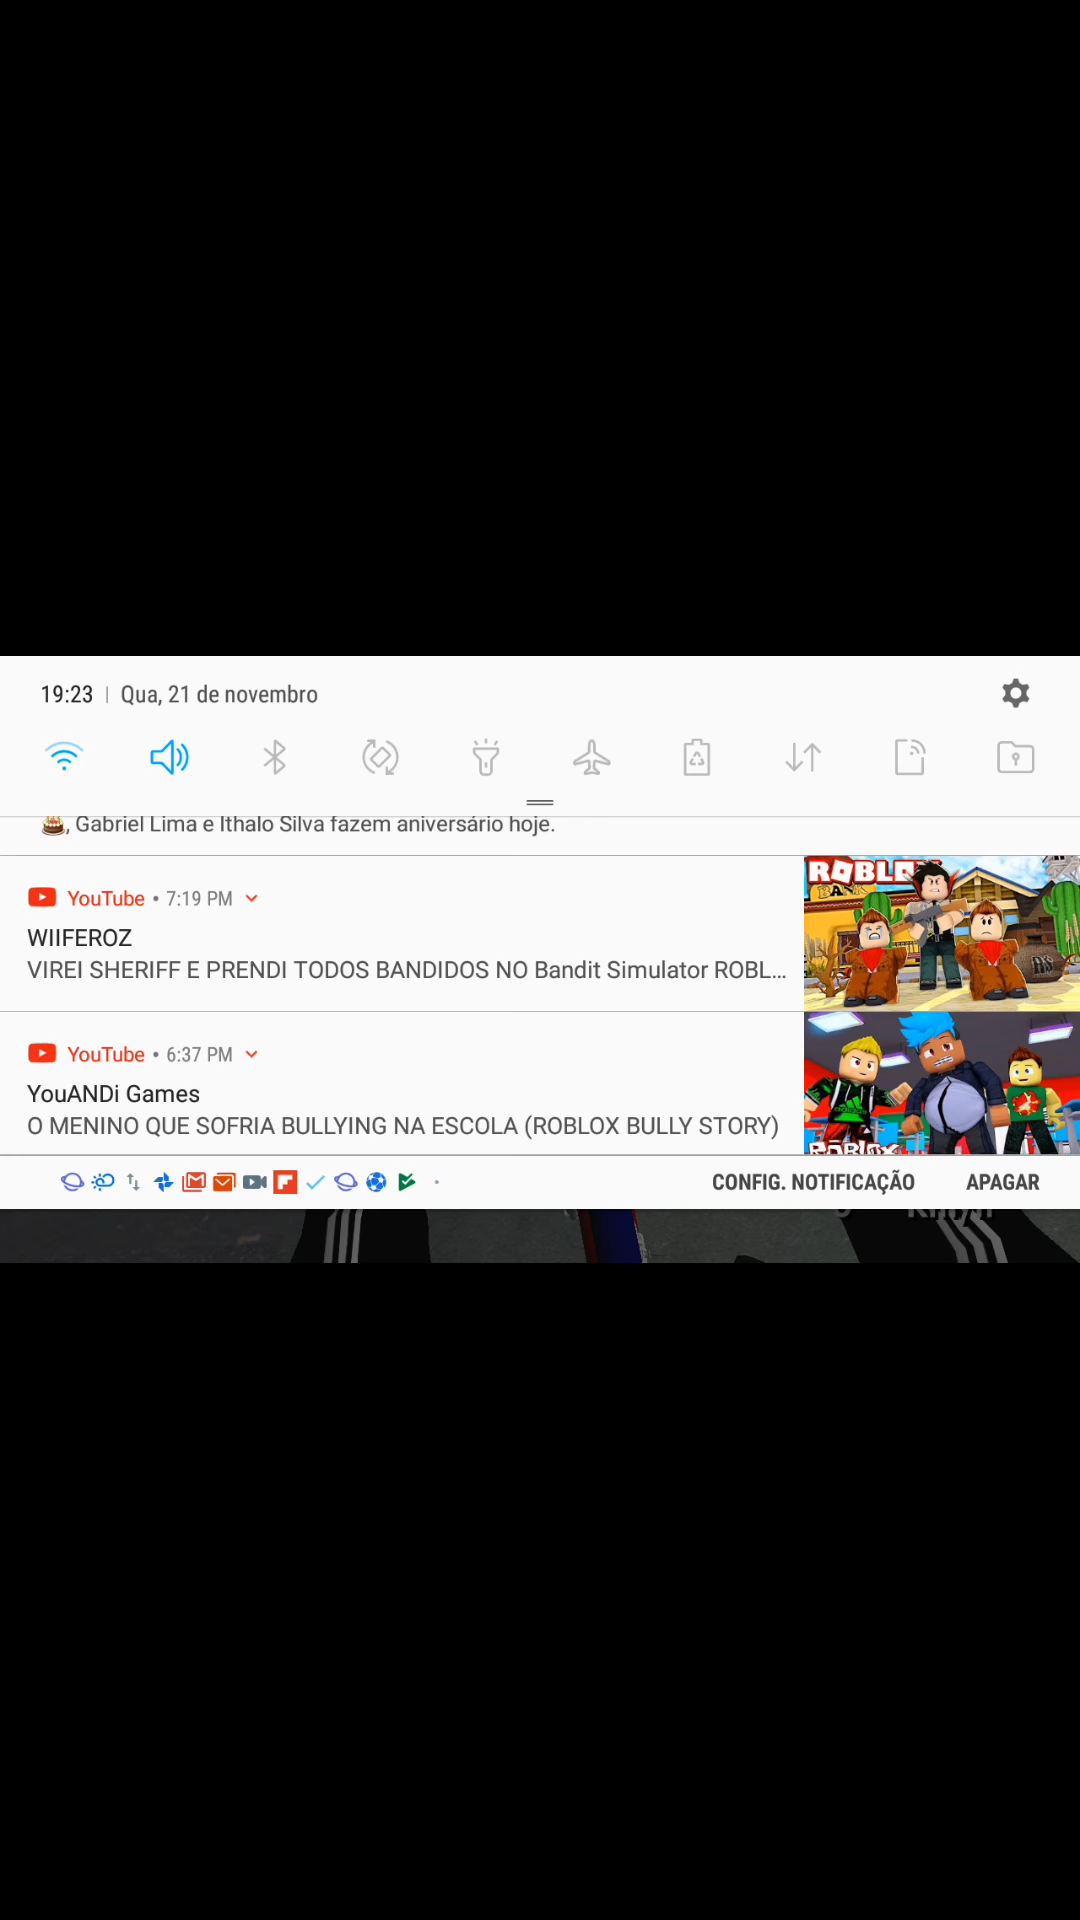 19:23 | Qua, 21 de novembro
🎂, Gabriel Lima e Ithalo Silva fazem aniversário hoje.
YouTube • 7:19 PM
WIIFEROZ
VIREI SHERIFF E PRENDI TODOS BANDIDOS NO Bandit Simulator ROBL...
ROBLO
BAN
R$
YouTube • 6:37 PM
YouANDi Games
O MENINO QUE SOFRIA BULLYING NA ESCOLA (ROBLOX BULLY STORY)
ROBLOX
CONFIG. NOTIFICAÇÃO APAGAR